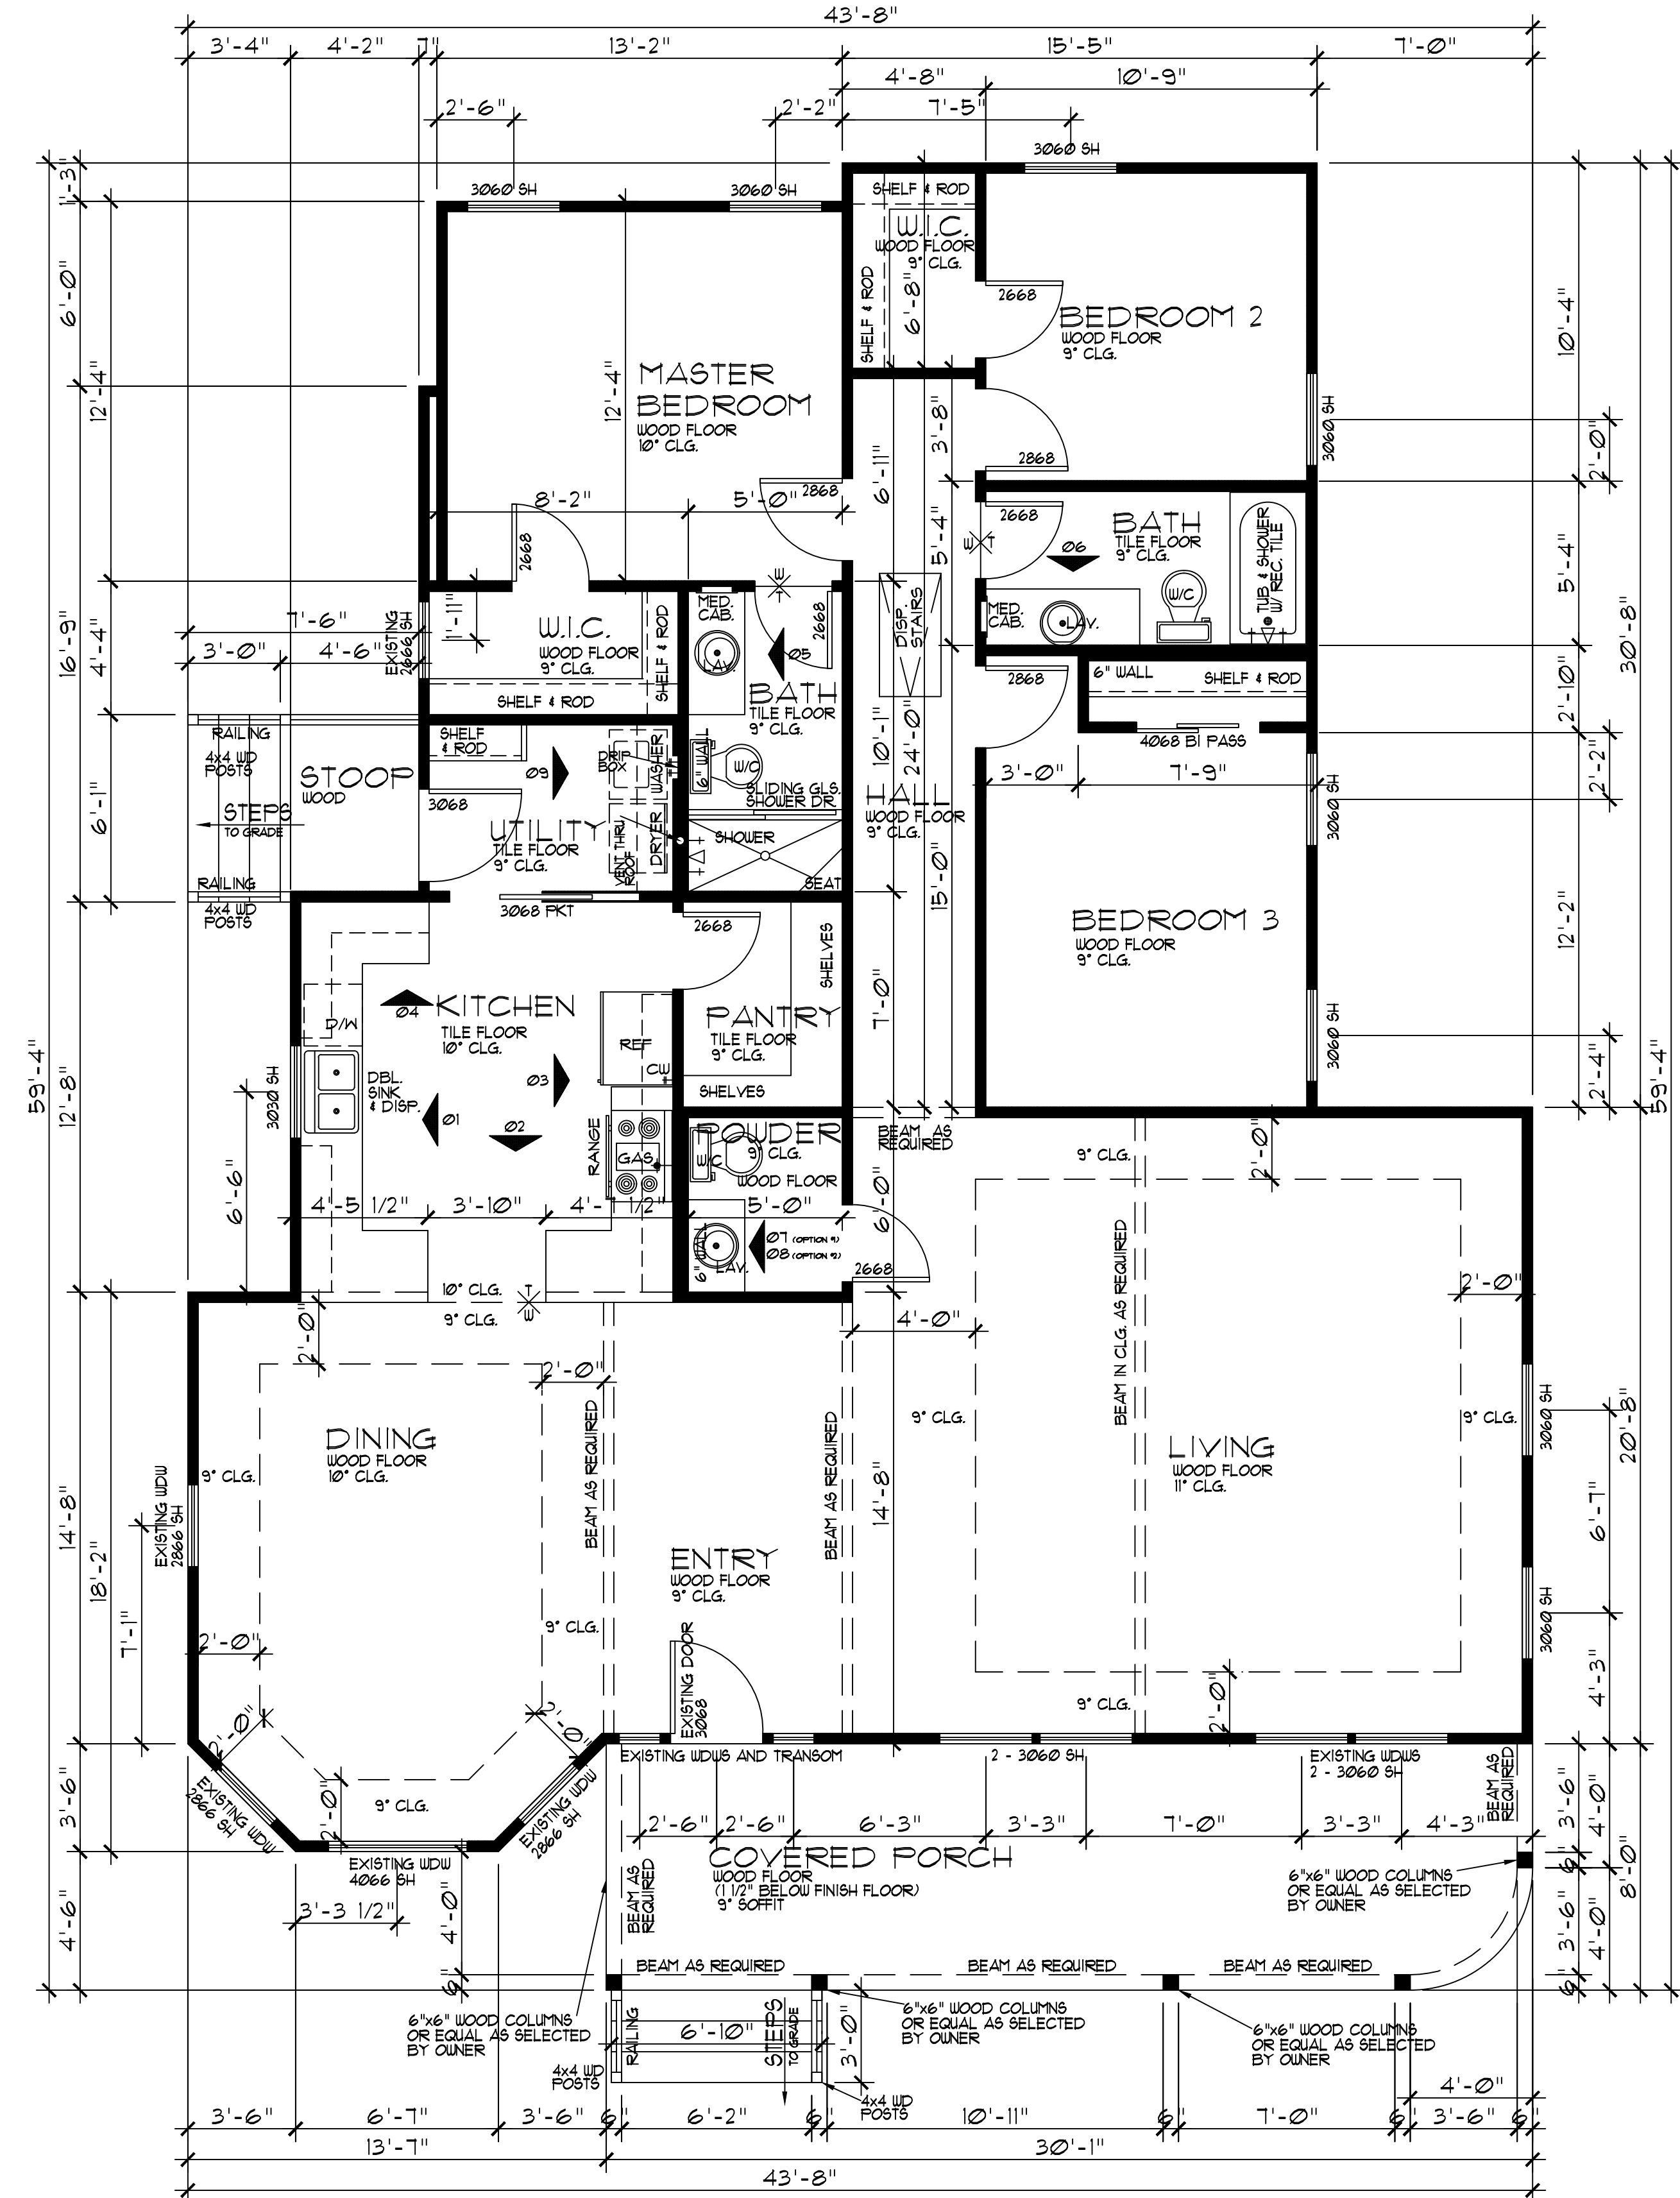 43'-8"
3'-4"
4'-2"
7"
13'-2"
15'-5"
7'-0"
4'-8"
10'-9"
2'-6"
2'-2"
7'-5"
3060 SH
3060 SH
3060 SH
1'-3"
6'-0"
12'-4"
16'-9"
4'-4"
6'-1"
59'-4"
12'-8"
6'-6"
14'-8"
18'-2"
7'-1"
3'-6"
4'-6"
SHELF & ROD
W.I.C.
WOOD FLOOR
9° CLG.
SHELF & ROD
6'-8"
2668
BEDROOM 2
WOOD FLOOR
9° CLG.
10'-4"
MASTER
BEDROOM
WOOD FLOOR
10° CLG.
12'-4"
8'-2"
5'-0"
2868
2668
3'-8"
6'-11"
2868
3060 SH
2'-0"
5'-4"
2668
BATH
TILE FLOOR
9° CLG.
06
TUB & SHOWER
W/ REC. TILE
5'-4"
30'-8"
59'-4"
W T
W/C
MED.
CAB.
LAV.
7'-6"
3'-0"
4'-6"
EXISTING
2666 SH
1'-11"
W.I.C.
WOOD FLOOR
9° CLG.
SHELF & ROD
SHELF & ROD
MED.
CAB.
LAV.
W
T
2668
05
BATH
TILE FLOOR
9° CLG.
DISP.
STAIRS
2868
6" WALL
SHELF & ROD
4068 BI PASS
2'-10"
2'-2"
3'-0"
7'-9"
3060 SH
RAILING
4x4 WD
POSTS
STOOP
WOOD
STEPS
TO GRADE
RAILING
4x4 WD
POSTS
SHELF
& ROD
09
DRIP
BOX
WASHER
6" WALL
W/C
SLIDING GLS.
SHOWER DR.
3068
UTILITY
TILE FLOOR
9° CLG.
VENT THRU
ROOF
DRYER
SHOWER
SEAT
10'-1"
24'-0"
HALL
WOOD FLOOR
9° CLG.
15'-0"
3068 PKT
2668
SHELVES
BEDROOM 3
WOOD FLOOR
9° CLG.
12'-2"
3060 SH
2'-4"
04
KITCHEN
TILE FLOOR
10° CLG.
D/W
PANTRY
TILE FLOOR
9° CLG.
REF
CW
SHELVES
7'-0"
3030 SH
DBL.
SINK
& DISP.
03
01
02
RANGE
GAS
POWDER
9° CLG.
W/C
WOOD FLOOR
BEAM AS
REQUIRED
9° CLG.
2'-0"
4'-5 1/2"
3'-10"
4'-1 1/2"
5'-0"
6'-0"
6" WALL
LAV.
07 (OPTION #1)
08 (OPTION #2)
2668
10° CLG.
9° CLG.
T
W
2'-0"
2'-0"
4'-0"
BEAM IN CLG. AS REQUIRED
2'-0"
DINING
WOOD FLOOR
10° CLG.
9° CLG.
BEAM AS REQUIRED
BEAM AS REQUIRED
14'-8"
9° CLG.
LIVING
WOOD FLOOR
11° CLG.
9° CLG.
3060 SH
20'-8"
6'-7"
3060 SH
4'-3"
EXISTING WDW
2866 SH
ENTRY
WOOD FLOOR
9° CLG.
9° CLG.
2'-0"
EXISTING DOOR
3068
9° CLG.
2'-0"
2'-0"
2'-0"
2'-0"
9° CLG.
EXISTING WDW
2866 SH
EXISTING WDW
2866 SH
EXISTING WDW
4066 SH
3'-3 1/2"
EXISTING WDWS AND TRANSOM
2 - 3060 SH
EXISTING WDWS
2 - 3060 SH
BEAM AS
REQUIRED
2'-6"
2'-6"
6'-3"
3'-3"
7'-0"
3'-3"
4'-3"
3'-6"
4'-0"
8'-0"
6"
3'-6"
4'-0"
6"
COVERED PORCH
WOOD FLOOR
(1 1/2" BELOW FINISH FLOOR)
9° SOFFIT
BEAM AS
REQUIRED
4'-0"
6"
6"x6" WOOD COLUMNS
OR EQUAL AS SELECTED
BY OWNER
BEAM AS REQUIRED
BEAM AS REQUIRED
BEAM AS REQUIRED
6"x6" WOOD COLUMNS
OR EQUAL AS SELECTED
BY OWNER
RAILING
6'-10"
STEPS
TO GRADE
3'-0"
6"x6" WOOD COLUMNS
OR EQUAL AS SELECTED
BY OWNER
6"x6" WOOD COLUMNS
OR EQUAL AS SELECTED
BY OWNER
4x4 WD
POSTS
4x4 WD
POSTS
4'-0"
3'-6"
6'-7"
3'-6"
6"
6'-2"
6"
10'-11"
6"
7'-0"
6"
3'-6"
6"
13'-7"
30'-1"
43'-8"